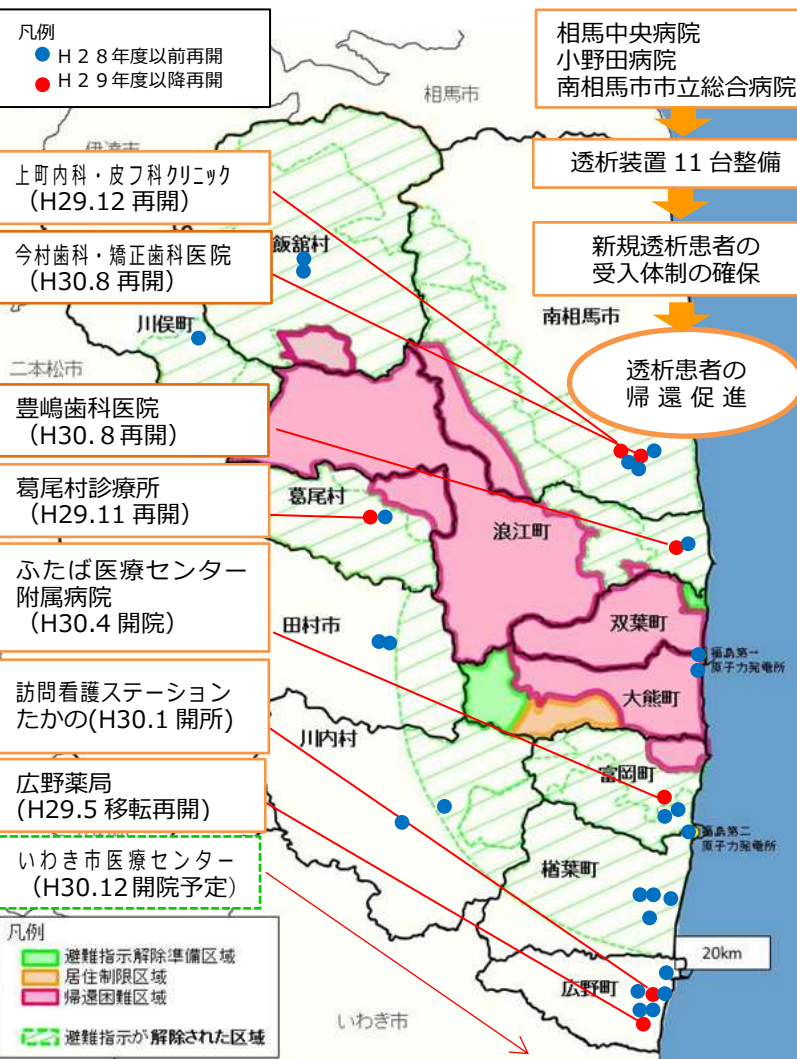 凡例
H28年度以前再開
H29年度以降再開
相馬中央病院
小野田病院
南相馬市市立総合病院
透析装置 11 台整備
新規透析患者の
受入体制の確保
透析患者の
帰 還 促 進
上町内科・皮フ科クリニック
(H29.12 再開)
今村歯科・矯正歯科医院
(H30.8 再開)
豊嶋歯科医院
(H30.8 再開)
葛尾村診療所
(H29.11 再開)
ふたば医療センター
附属病院
(H30.4 開院)
訪問看護ステーション
たかの(H30.1 開所)
広野薬局
(H29.5 移転再開)
いわき市医療センター
(H30.12 開院予定)
相馬市
伊達市
飯舘村
川俣町
南相馬市
二本松市
葛尾村
浪江町
田村市
双葉町
福島第一
原子力発電所
大熊町
川内村
富岡町
福島第二
原子力発電所
楢葉町
20km
広野町
いわき市
凡例
避難指示解除準備区域
居住制限区域
帰還困難区域
避難指示が解除された区域